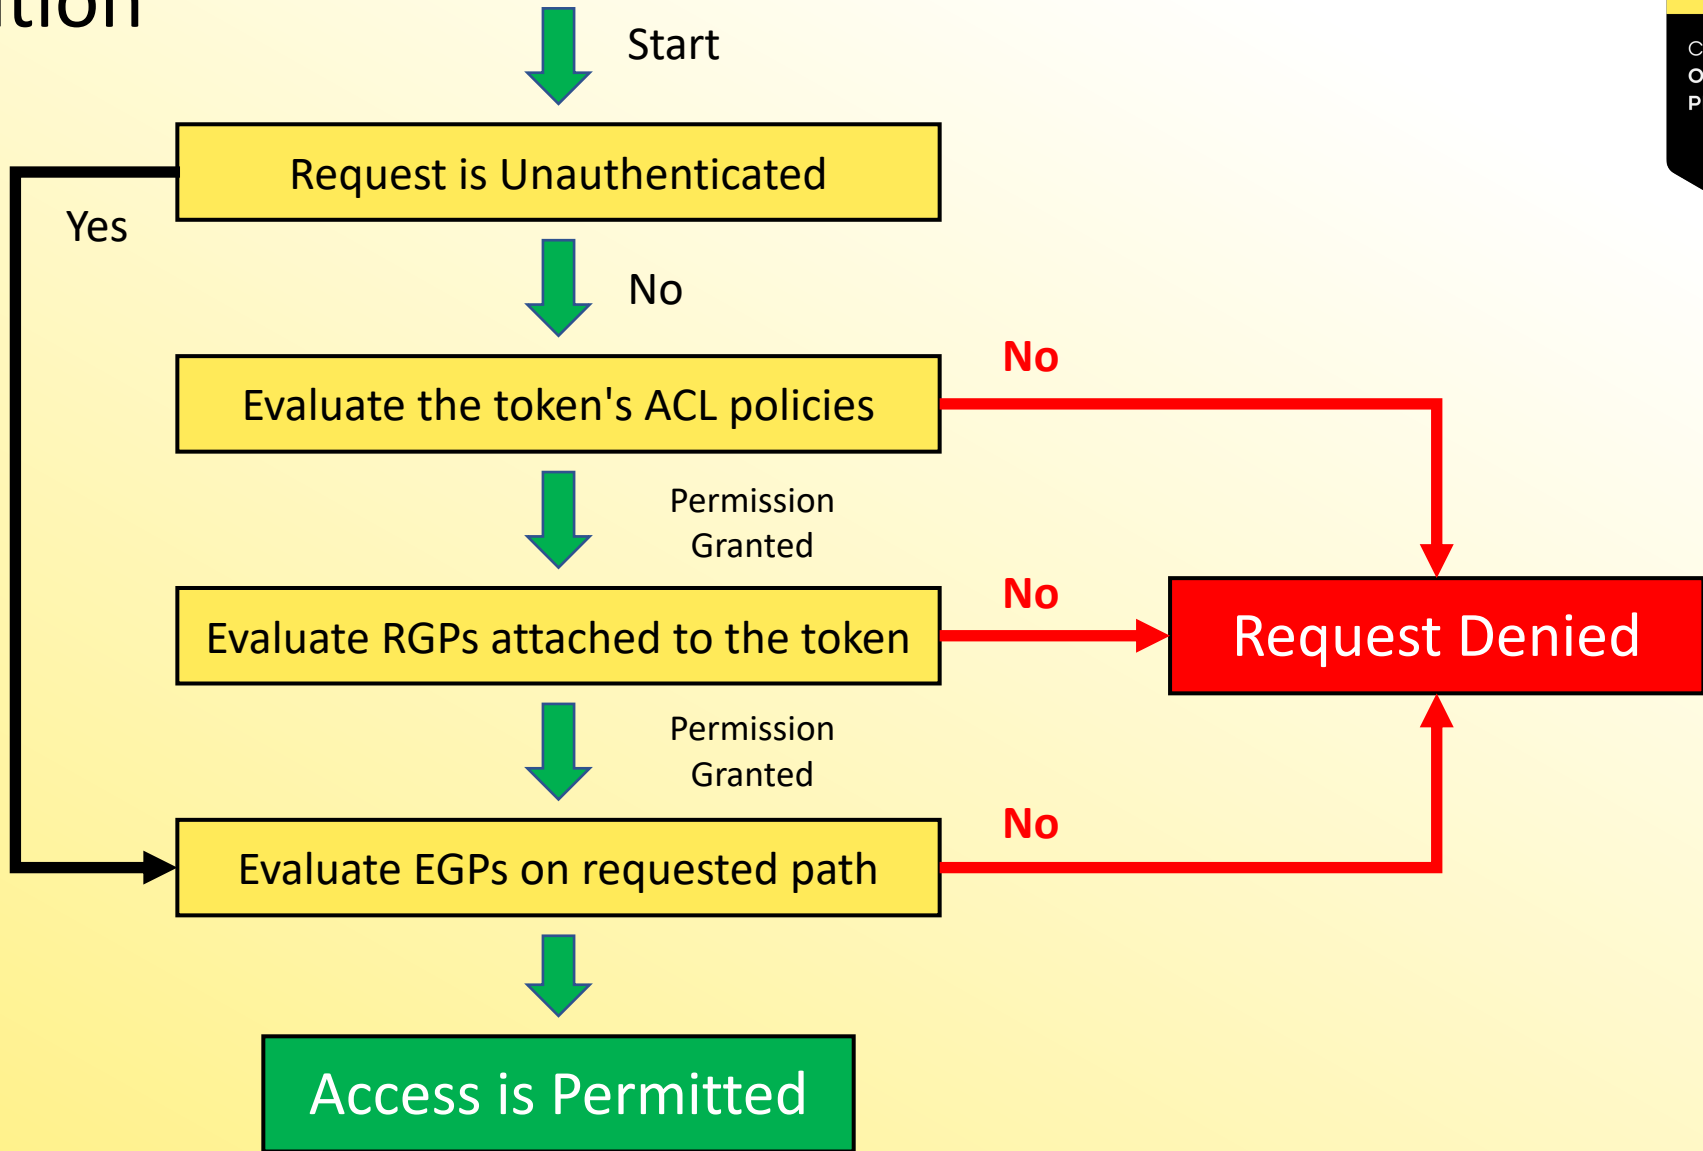 Start
Request is Unauthenticated
Yes
No
No
Evaluate the token's ACL policies
Permission
Granted
No
Evaluate RGPs attached to the token
Request Denied
Permission
Granted
No
Evaluate EGPs on requested path
Access is Permitted